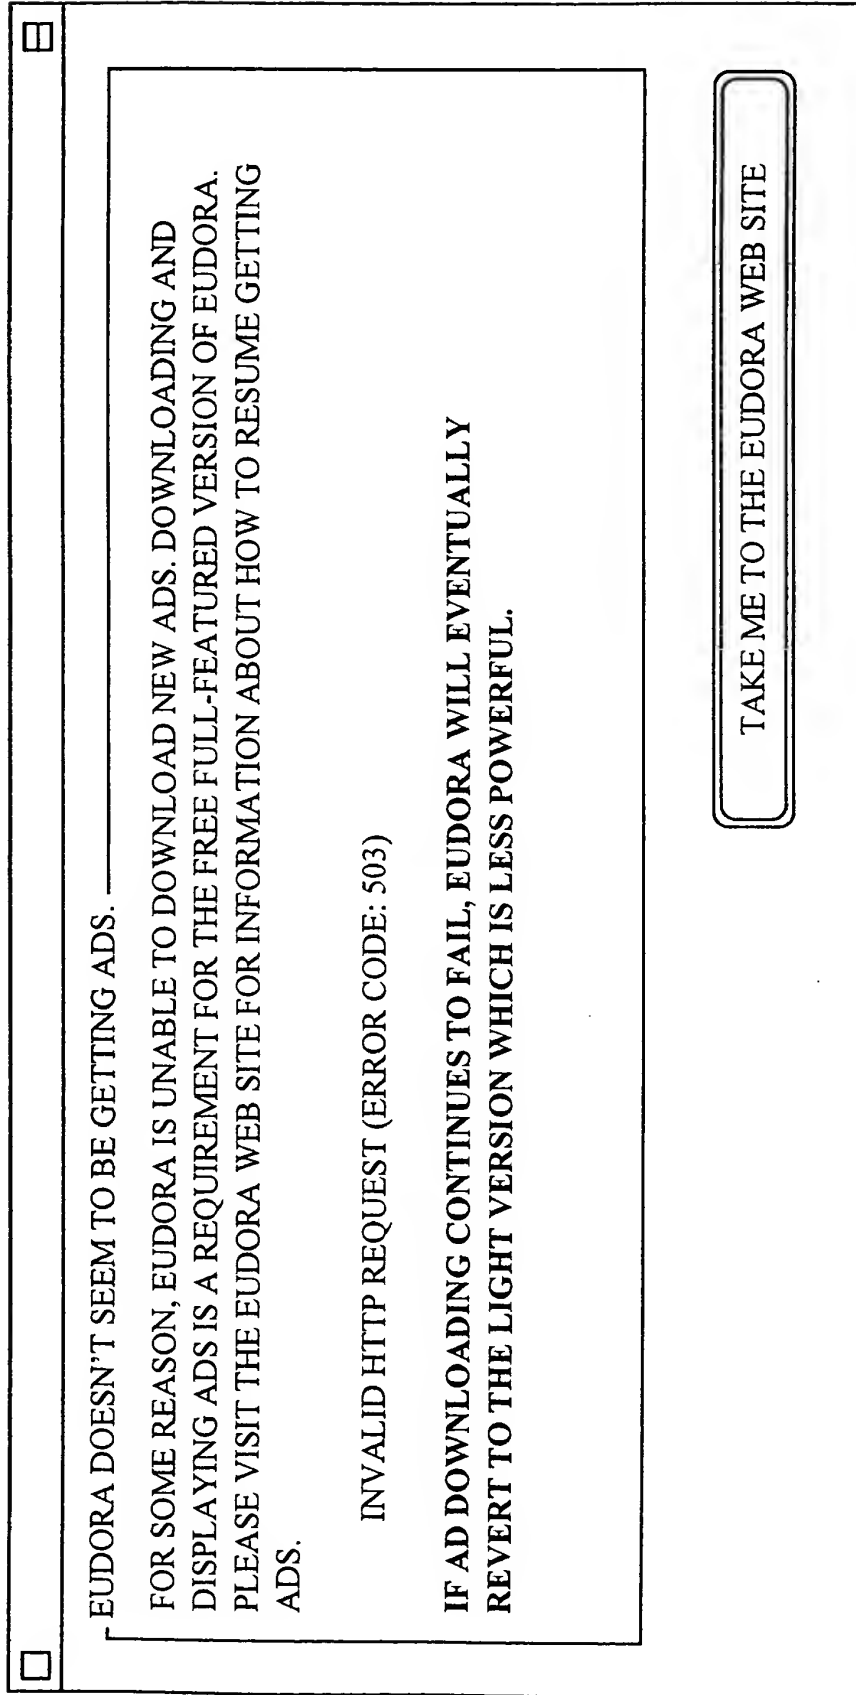 EUDORA DOESN'T SEEM TO BE GETTING ADS.
FOR SOME REASON, EUDORA IS UNABLE TO DOWNLOAD NEW ADS. DOWNLOADING AND
DISPLAYING ADS IS A REQUIREMENT FOR THE FREE FULL-FEATURED VERSION OF EUDORA.
PLEASE VISIT THE EUDORA WEB SITE FOR INFORMATION ABOUT HOW TO RESUME GETTING
ADS.
INVALID HTTP REQUEST (ERROR CODE: 503)
IF AD DOWNLOADING CONTINUES TO FAIL, EUDORA WILL EVENTUALLY
REVERT TO THE LIGHT VERSION WHICH IS LESS POWERFUL.
TAKE ME TO THE EUDORA WEB SITE